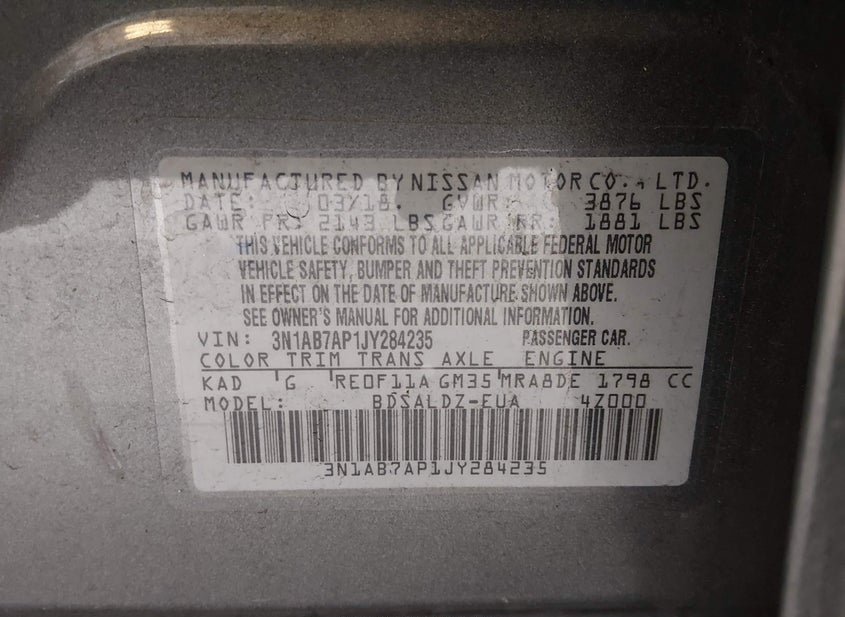 MANUFACTURED BY NISSAN MOTOR CO., LTD.
DATE: 03/18. GVWR: 3876 LBS
GAWR FR: 2143 LBS GAWR RR: 1881 LBS
THIS VEHICLE CONFORMS TO ALL APPLICABLE FEDERAL MOTOR
VEHICLE SAFETY, BUMPER AND THEFT PREVENTION STANDARDS
IN EFFECT ON THE DATE OF MANUFACTURE SHOWN ABOVE.
SEE OWNER'S MANUAL FOR ADDITIONAL INFORMATION.
VIN: 3N1AB7AP1JY284235 PASSENGER CAR.
COLOR TRIM TRANS AXLE ENGINE
KAD G RE0F11A GM35 MRA8DE 1798 CC
MODEL: BDSALDZ-EUA 4Z000
3N1AB7AP1JY284235